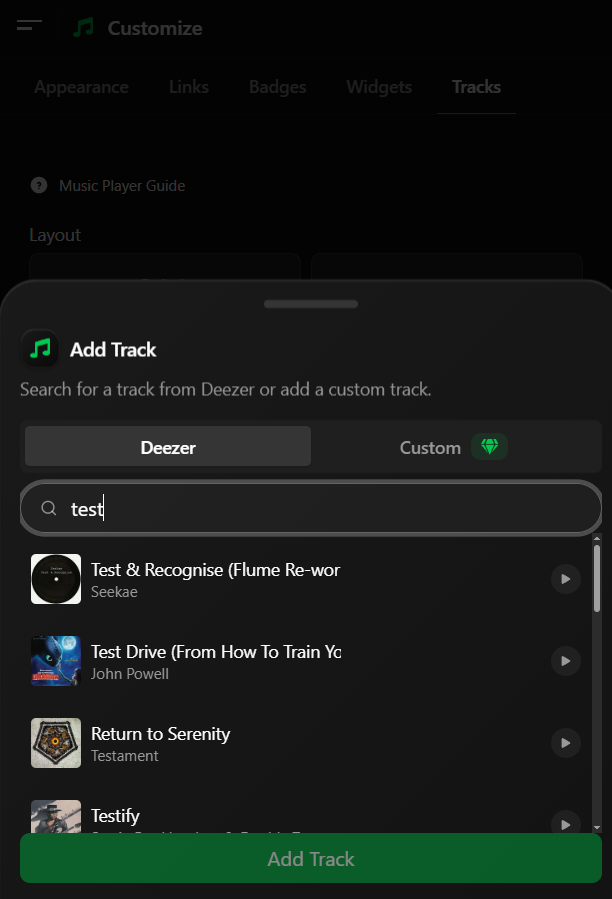 Customize
Appearance Links Badges Widgets Tracks
? Music Player Guide
Layout
Add Track
Search for a track from Deezer or add a custom track.
Deezer Custom
test
Test & Recognise (Flume Re-wor
Seekae
Test Drive (From How To Train Yo
John Powell
Return to Serenity
Testament
Testify
Add Track